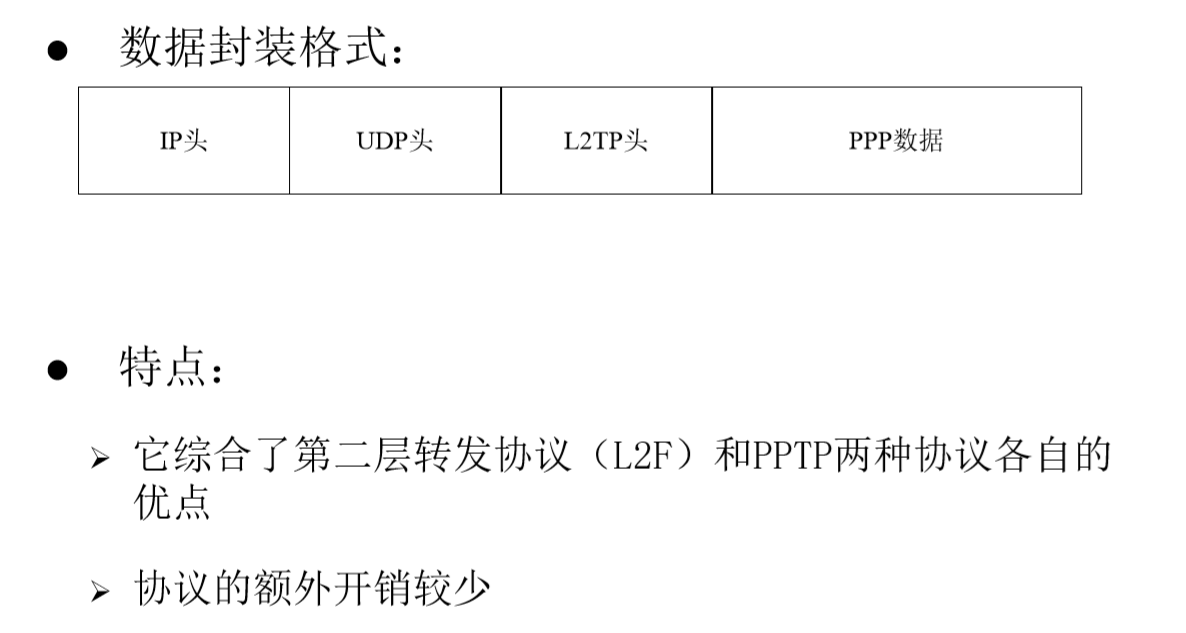 ● 数据封装格式：
IP头 UDP头 L2TP头 PPP数据
● 特点：
➢ 它综合了第二层转发协议（L2F）和PPTP两种协议各自的
优点
➢ 协议的额外开销较少